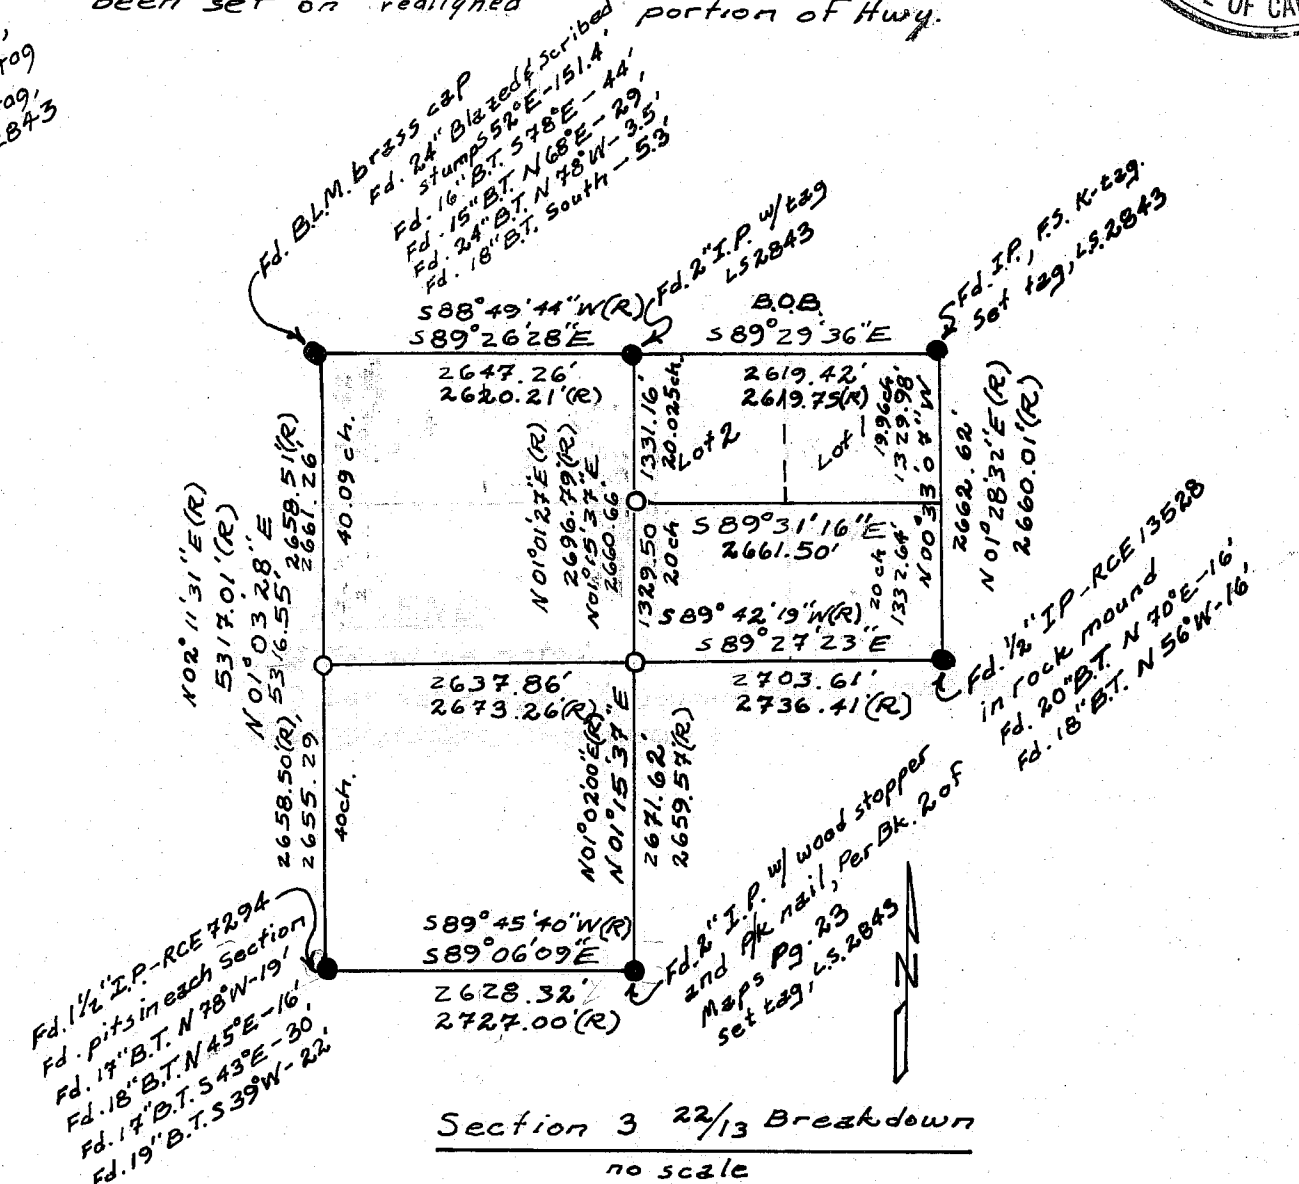 been set on realigned portion of Hwy.
E OF CA
tag
2843
Fd. B.L.M. brass cap
Fd. 24" Blazed & Scribed
stump S52°E-151.4'
Fd. 16" B.T. S78°E - 44'
Fd. 15" B.T. N68°E - 29'
Fd. 24" B.T. N78°W - 3.5'
Fd. 18" B.T. South - 5.3'
Fd. 2" I.P. w/tag
LS2843
Fd. I.P., F.S. K-tag.
Set tag, L.S.2843
S88°49'44"W(R)
S89°26'28"E
B.O.B.
S89°29'36"E
2647.26'
2620.21'(R)
2619.42'
2619.75(R)
2658.51'(R)
2661.26'
40.09 ch.
N01°01'27"E(R)
2696.79'(R)
N01°15'37"E
2660.66'
1331.16'
20.025ch.
Lot 2
Lot 1
19.96ch
1329.98'
N00°33'07"W
2662.62'
N01°28'32"E(R)
2660.01'(R)
N02°11'31"E(R)
5317.01'(R)
N01°03'28"E
5316.55'
1329.50
20ch
S89°31'16"E
2661.50'
20ch
1332.64'
S89°42'19"W(R)
S89°27'23"E
2637.86'
2673.26'(R)
2703.61'
2736.41'(R)
Fd. 1/2" IP-RCE 13528
in rock mound
Fd. 20" B.T. N70°E-16'
Fd. 18" B.T. N56°W-16'
2658.50'(R)
2655.29
40ch.
N01°02'00"E(R)
N01°15'37"E
2671.62'
2659.57'(R)
Fd. 1 1/2" I.P.-RCE 7294
Fd. pits in each Section
Fd. 17" B.T. N78°W-19'
Fd. 18" B.T. N45°E-16'
Fd. 17" B.T. S43°E-30'
Fd. 19" B.T. S39°W-22'
S89°45'40"W(R)
S89°06'09"E
2628.32'
2727.00'(R)
Fd. 2" I.P. w/ wood stopper
and P/K nail, Per Bk. 2 of
Maps Pg. 23
set tag, L.S.2843
N
Section 3 22/13 Breakdown
no scale